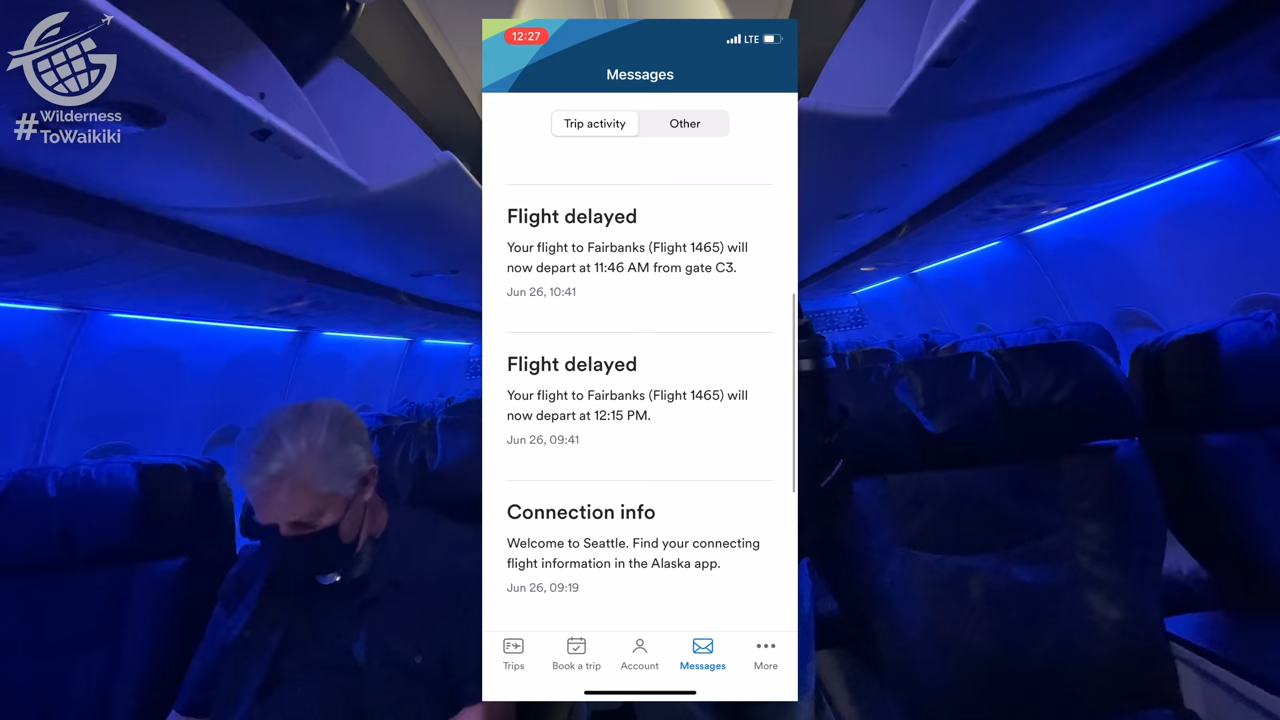 #Wilderness
ToWaikiki
12:27
LTE
Messages
Trip activity
Other
Flight delayed
Your flight to Fairbanks (Flight 1465) will
now depart at 11:46 AM from gate C3.
Jun 26, 10:41
Flight delayed
Your flight to Fairbanks (Flight 1465) will
now depart at 12:15 PM.
Jun 26, 09:41
Connection info
Welcome to Seattle. Find your connecting
flight information in the Alaska app.
Jun 26, 09:19
Trips
Book a trip
Account
Messages
More